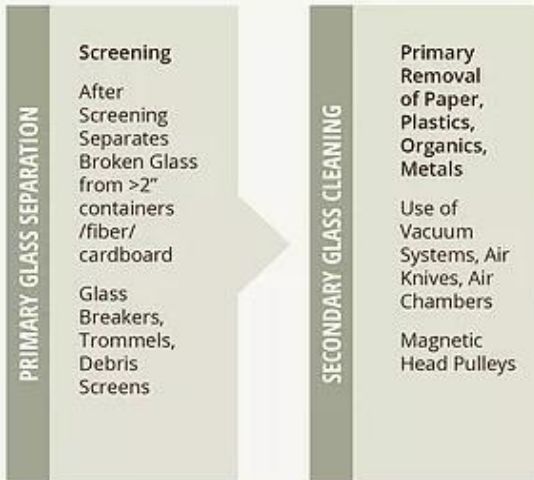 PRIMARY GLASS SEPARATION
Screening
After
Screening
Separates
Broken Glass
from >2”
containers
/fiber/
cardboard
Glass
Breakers,
Trommels,
Debris
Screens
SECONDARY GLASS CLEANING
Primary
Removal
of Paper,
Plastics,
Organics,
Metals
Use of
Vacuum
Systems, Air
Knives, Air
Chambers
Magnetic
Head Pulleys